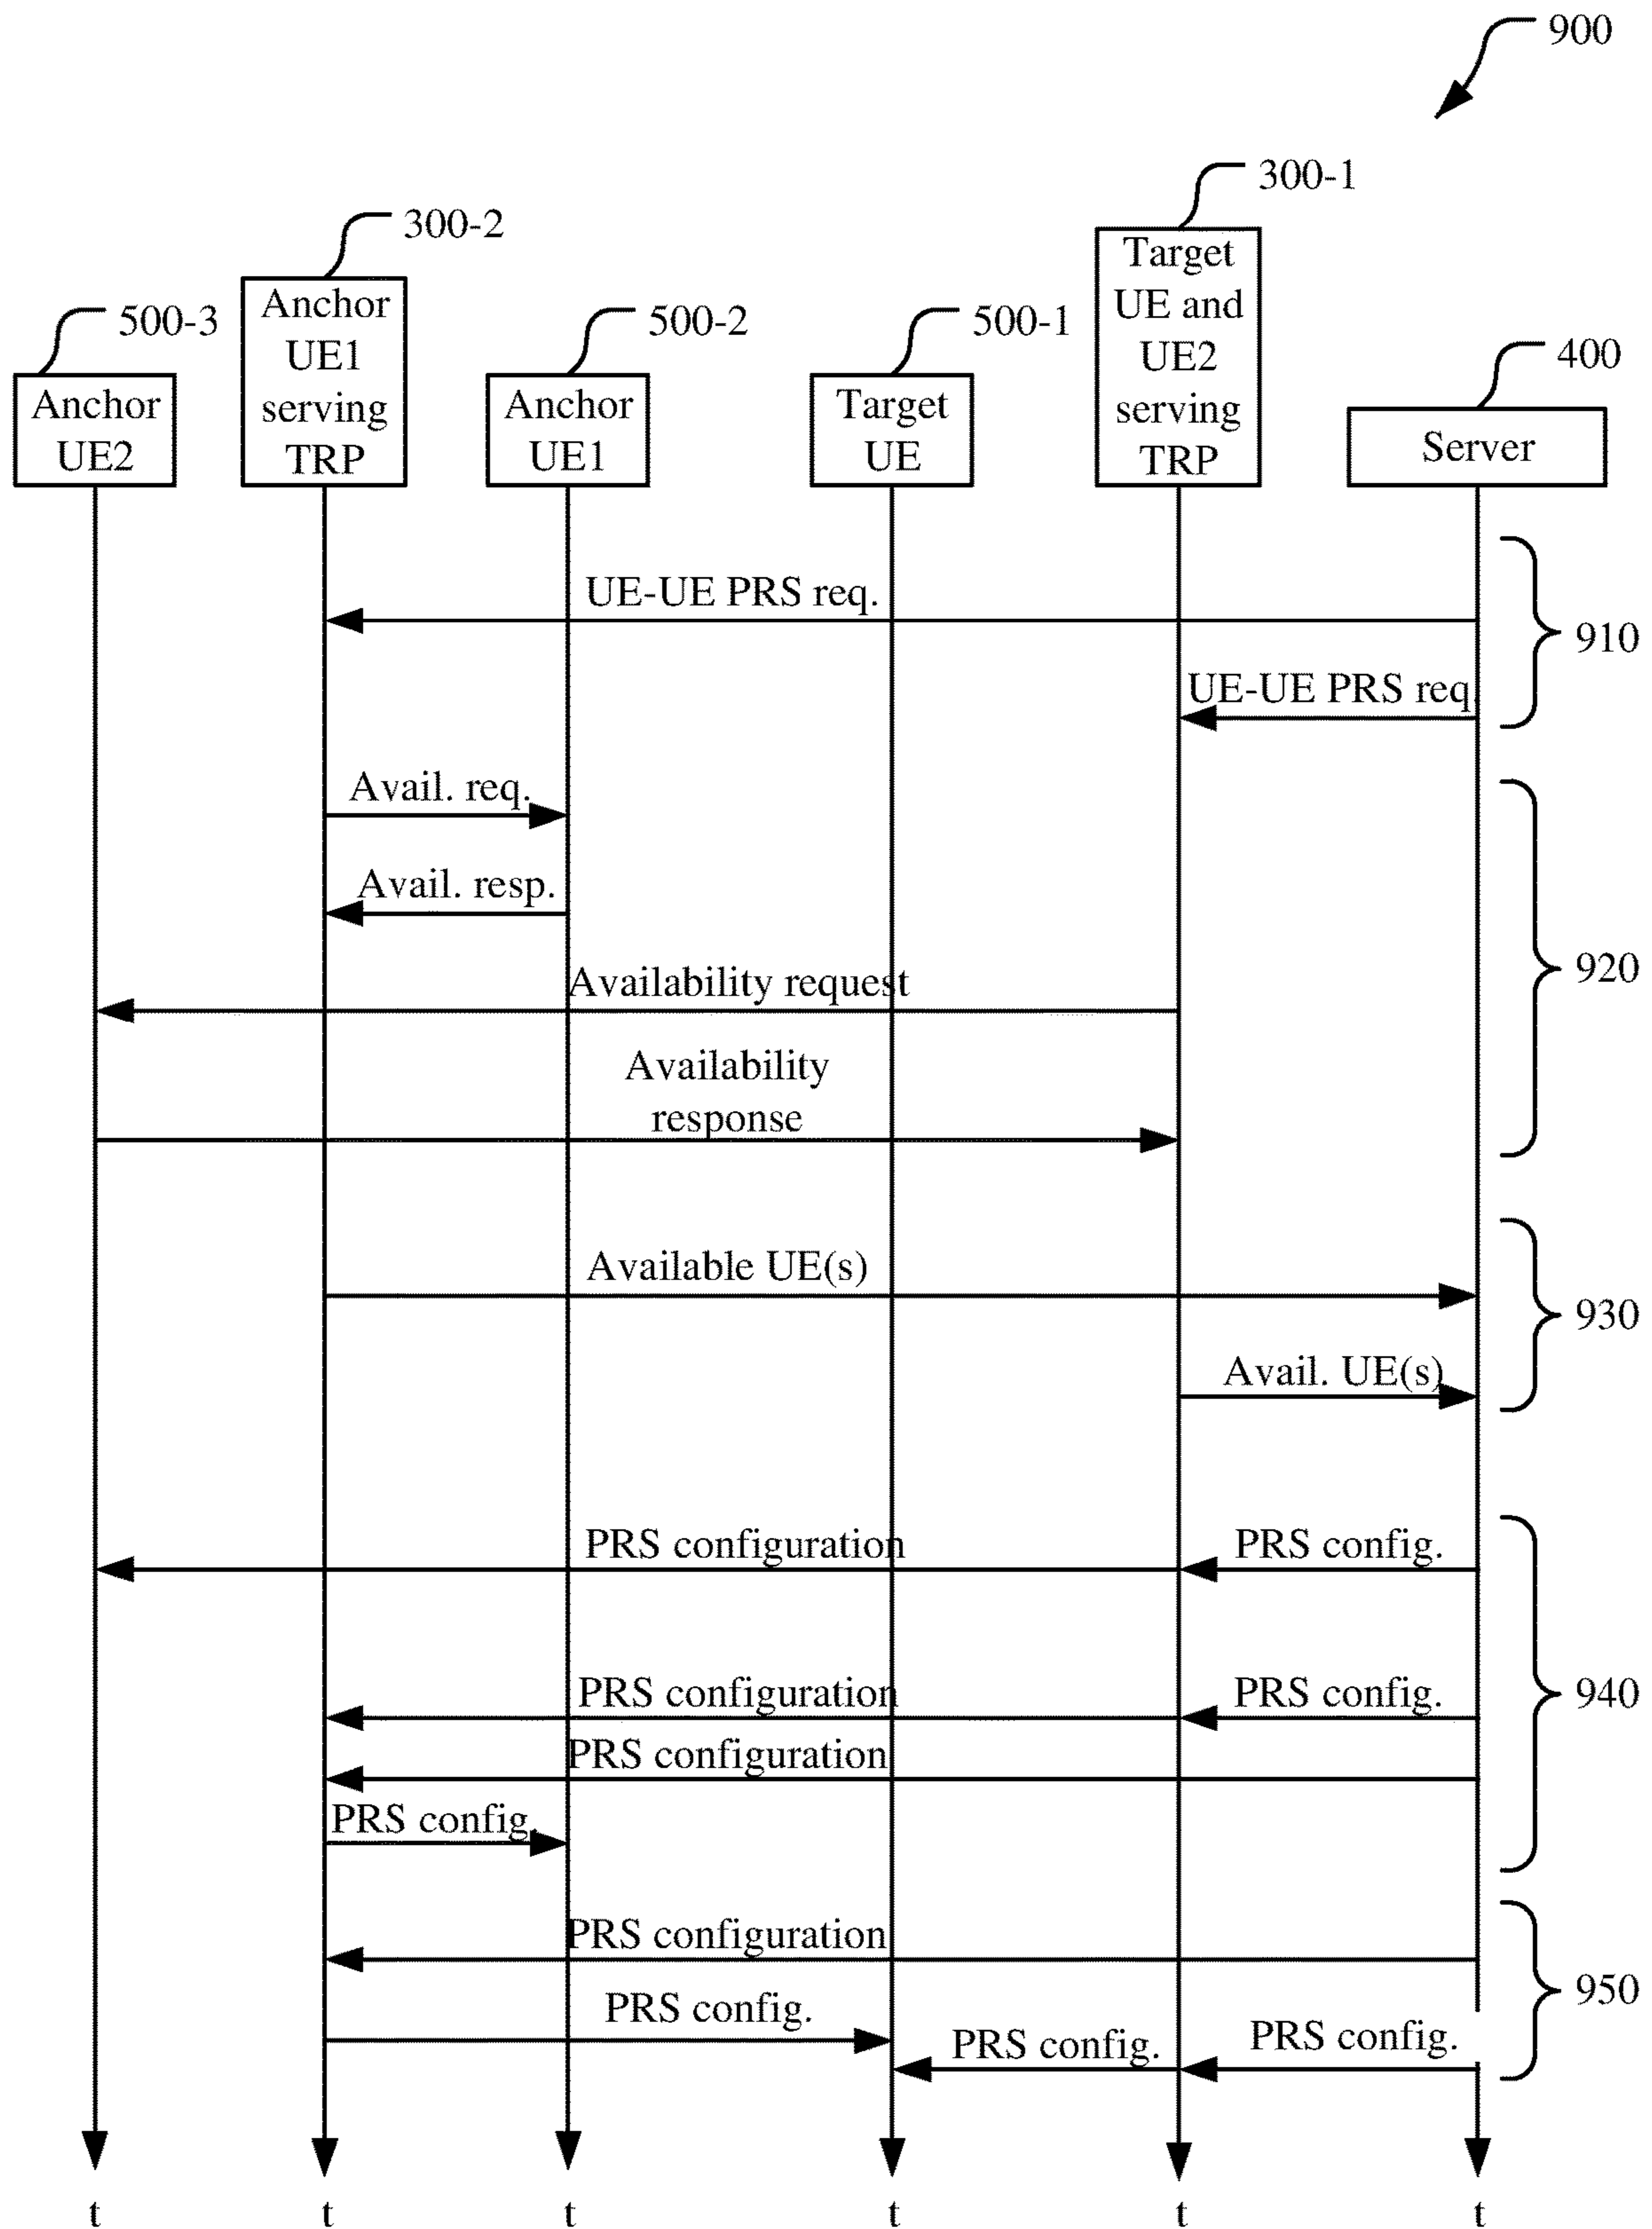 900
300-1
300-2
500-3
500-2
500-1
400
Target
UE and
UE2
serving
TRP
Anchor
UE1
serving
TRP
Anchor
UE2
Anchor
UE1
Target
UE
Server
UE-UE PRS req.
910
UE-UE PRS req.
Avail. req.
Avail. resp.
920
Availability request
Availability
response
Available UE(s)
930
Avail. UE(s)
PRS configuration
PRS config.
PRS configuration
PRS config.
940
PRS configuration
PRS config.
PRS configuration
950
PRS config.
PRS config.
PRS config.
t
t
t
t
t
t